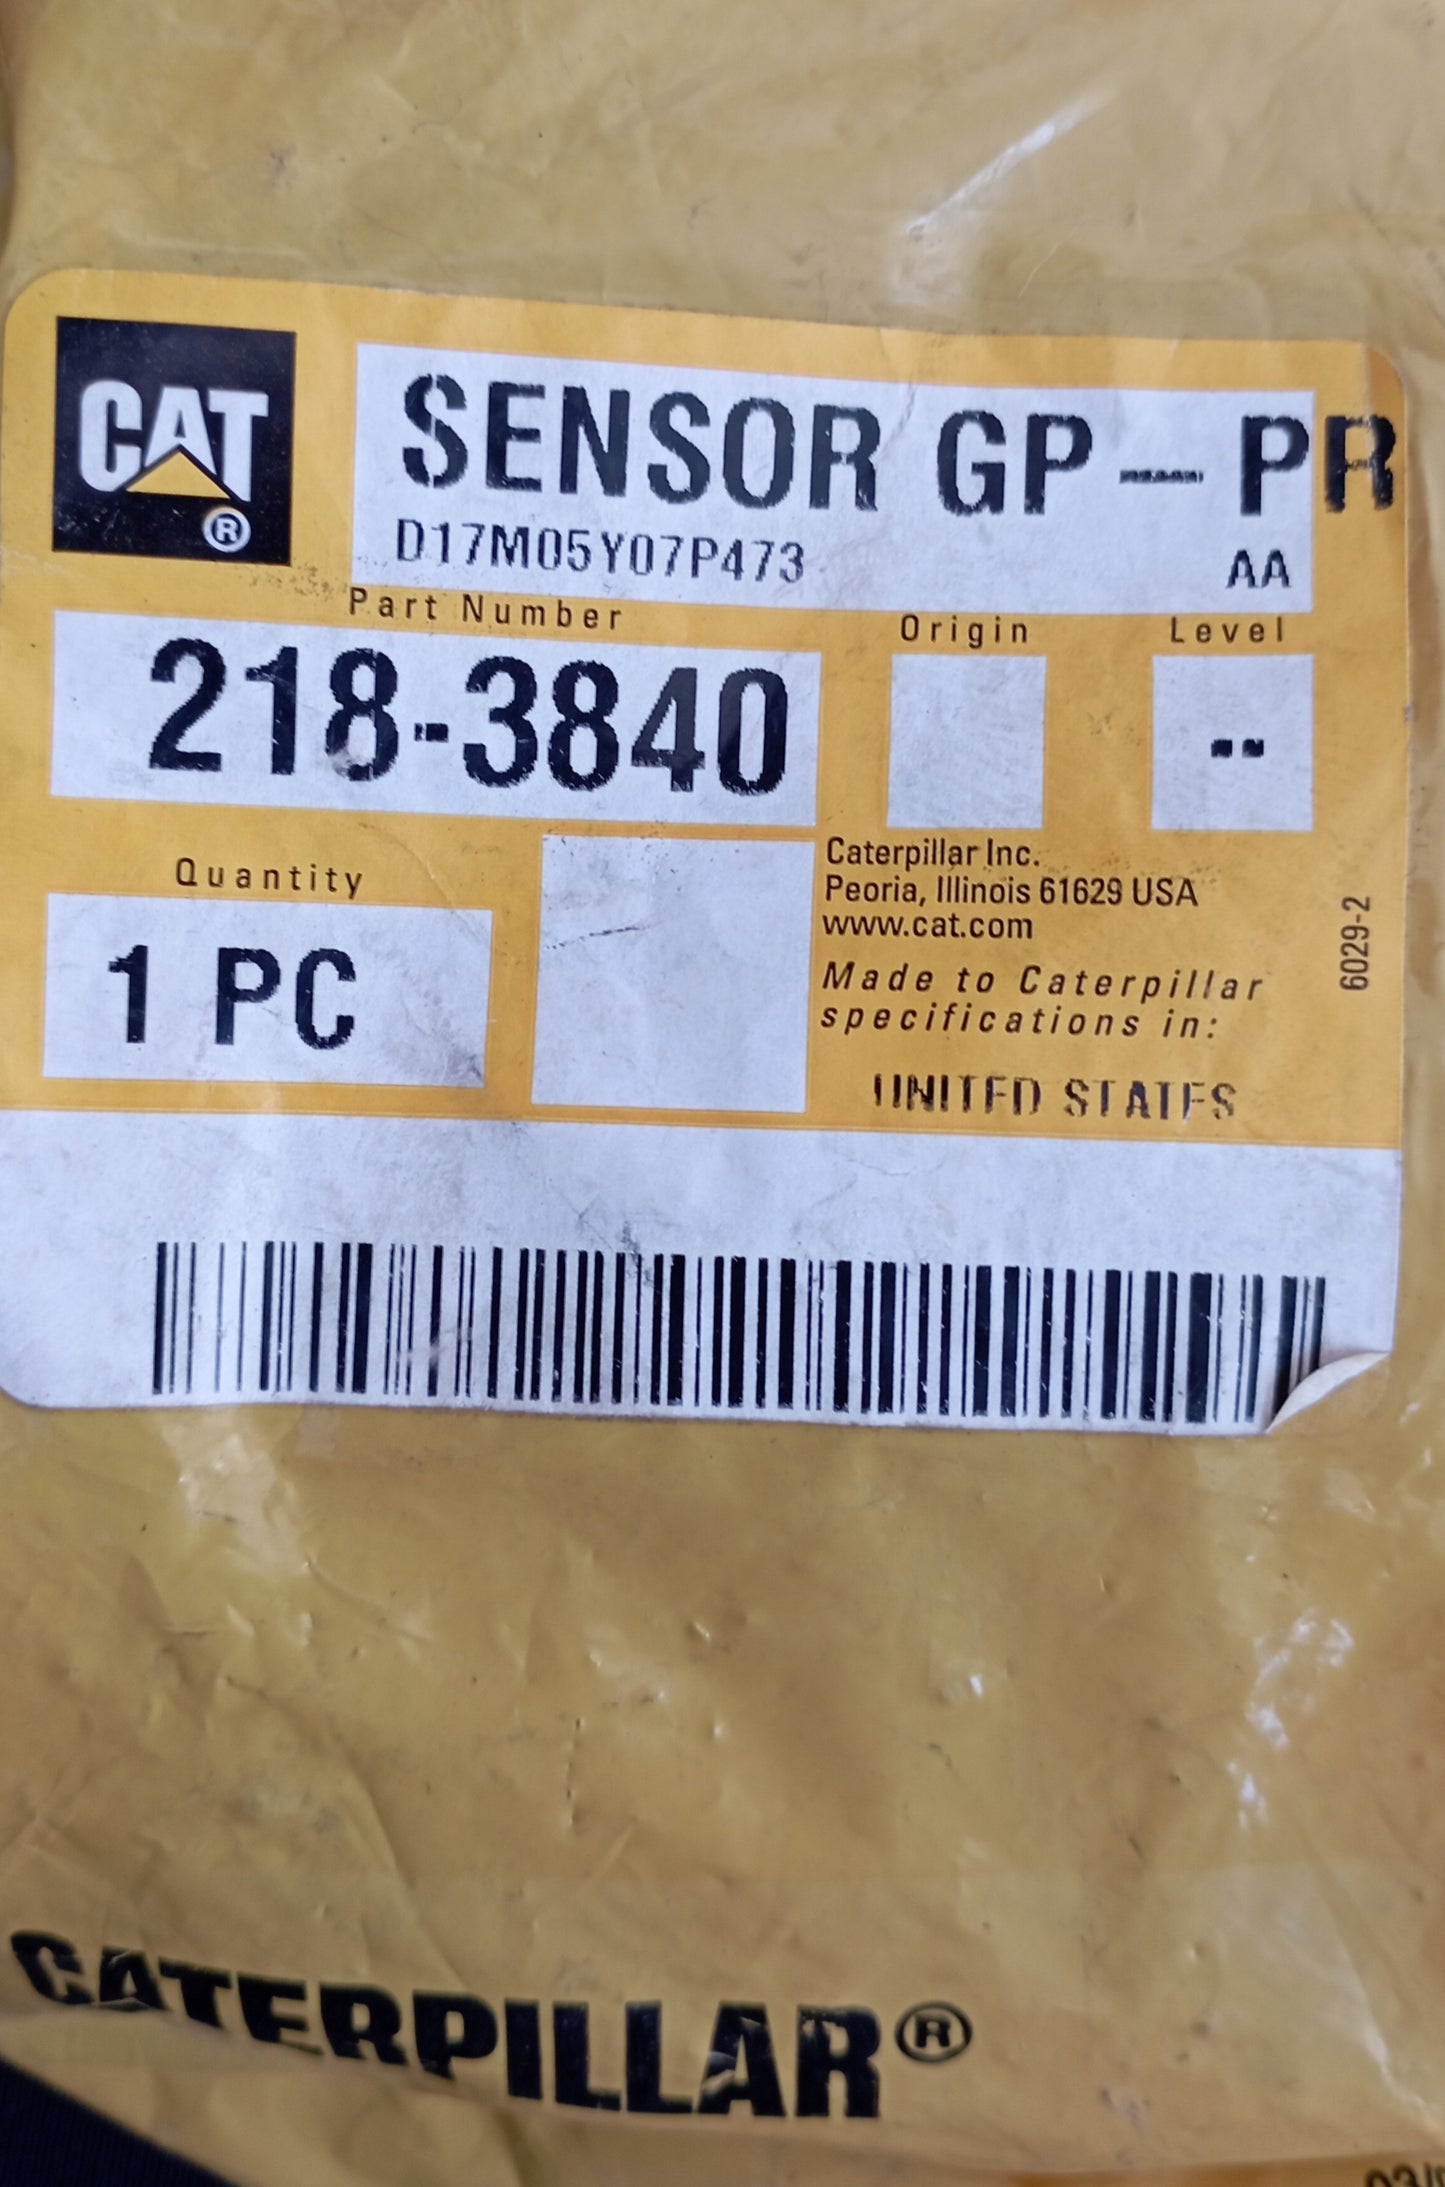 CAT
®
SENSOR GP-PR
D17M05Y07P473 AA
Part Number Origin Level
218-3840 --
Quantity
1 PC
Caterpillar Inc.
Peoria, Illinois 61629 USA
www.cat.com
Made to Caterpillar
specifications in:
UNITED STATES
6029-2
CATERPILLAR®